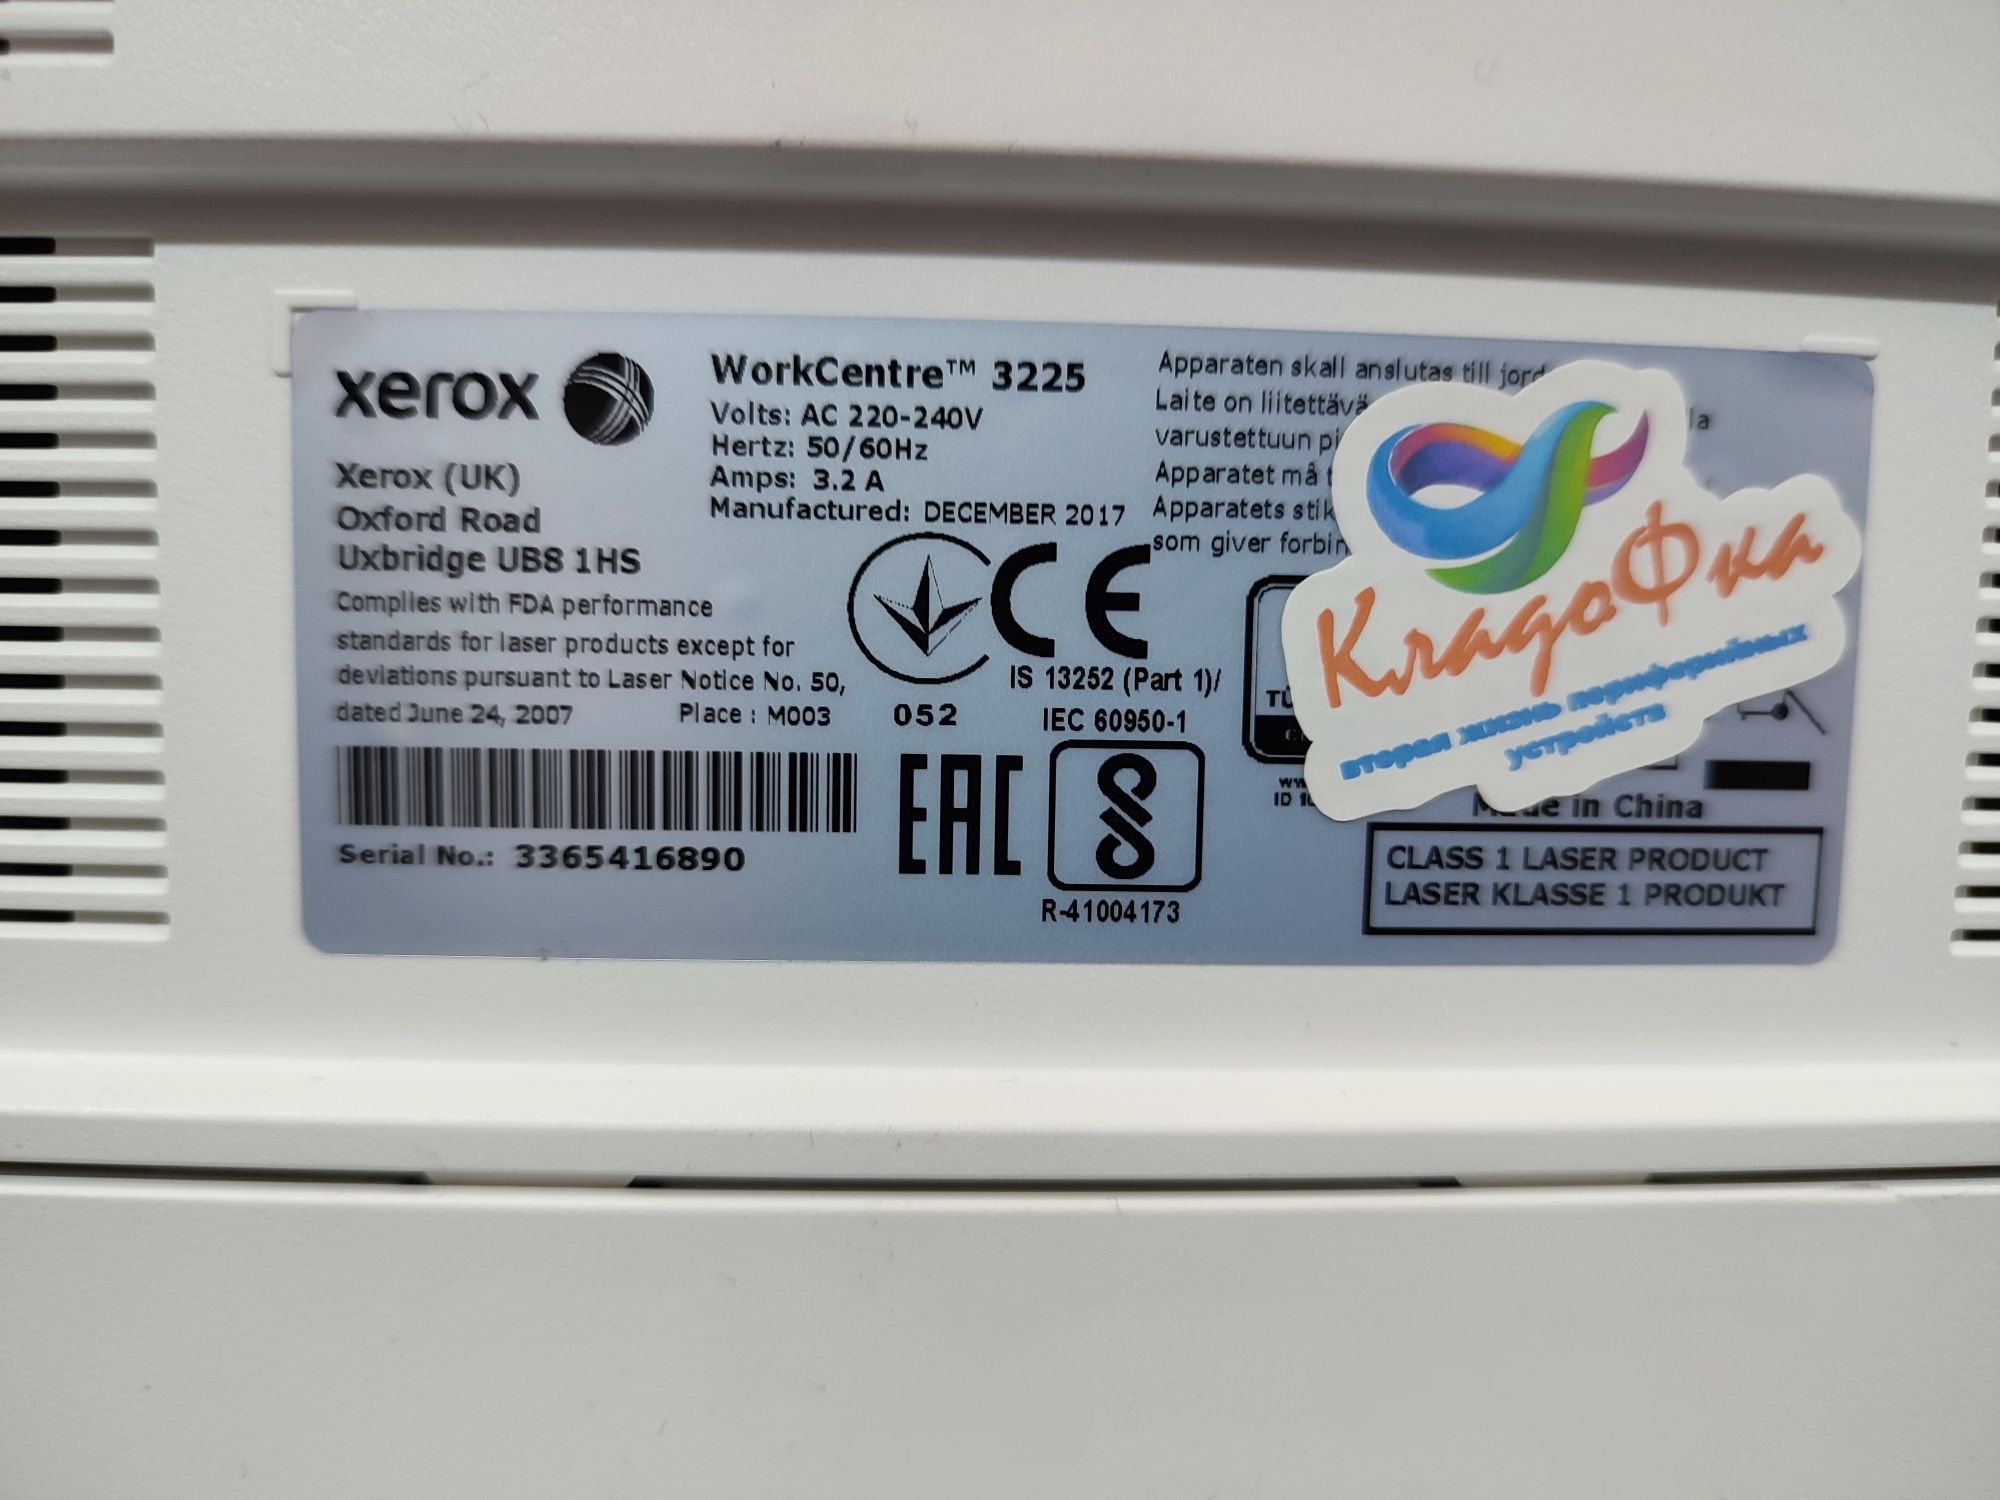 xerox
Xerox (UK)
Oxford Road
Uxbridge UB8 1HS
Complies with FDA performance
standards for laser products except for
deviations pursuant to Laser Notice No. 50,
dated June 24, 2007
Place : M003
Serial No.: 3365416890
WorkCentre™ 3225
Volts: AC 220-240V
Hertz: 50/60Hz
Amps: 3.2 A
Manufactured: DECEMBER 2017
052
CE
IS 13252 (Part 1)/
IEC 60950-1
EAC
R-41004173
Apparaten skall anslutas till
Laite on liitettävä
varustettuun
Apparatet må
Apparatets
som giver
КладоФка
вторая жизнь периферийных
устройств
Made in China
CLASS 1 LASER PRODUCT
LASER KLASSE 1 PRODUKT